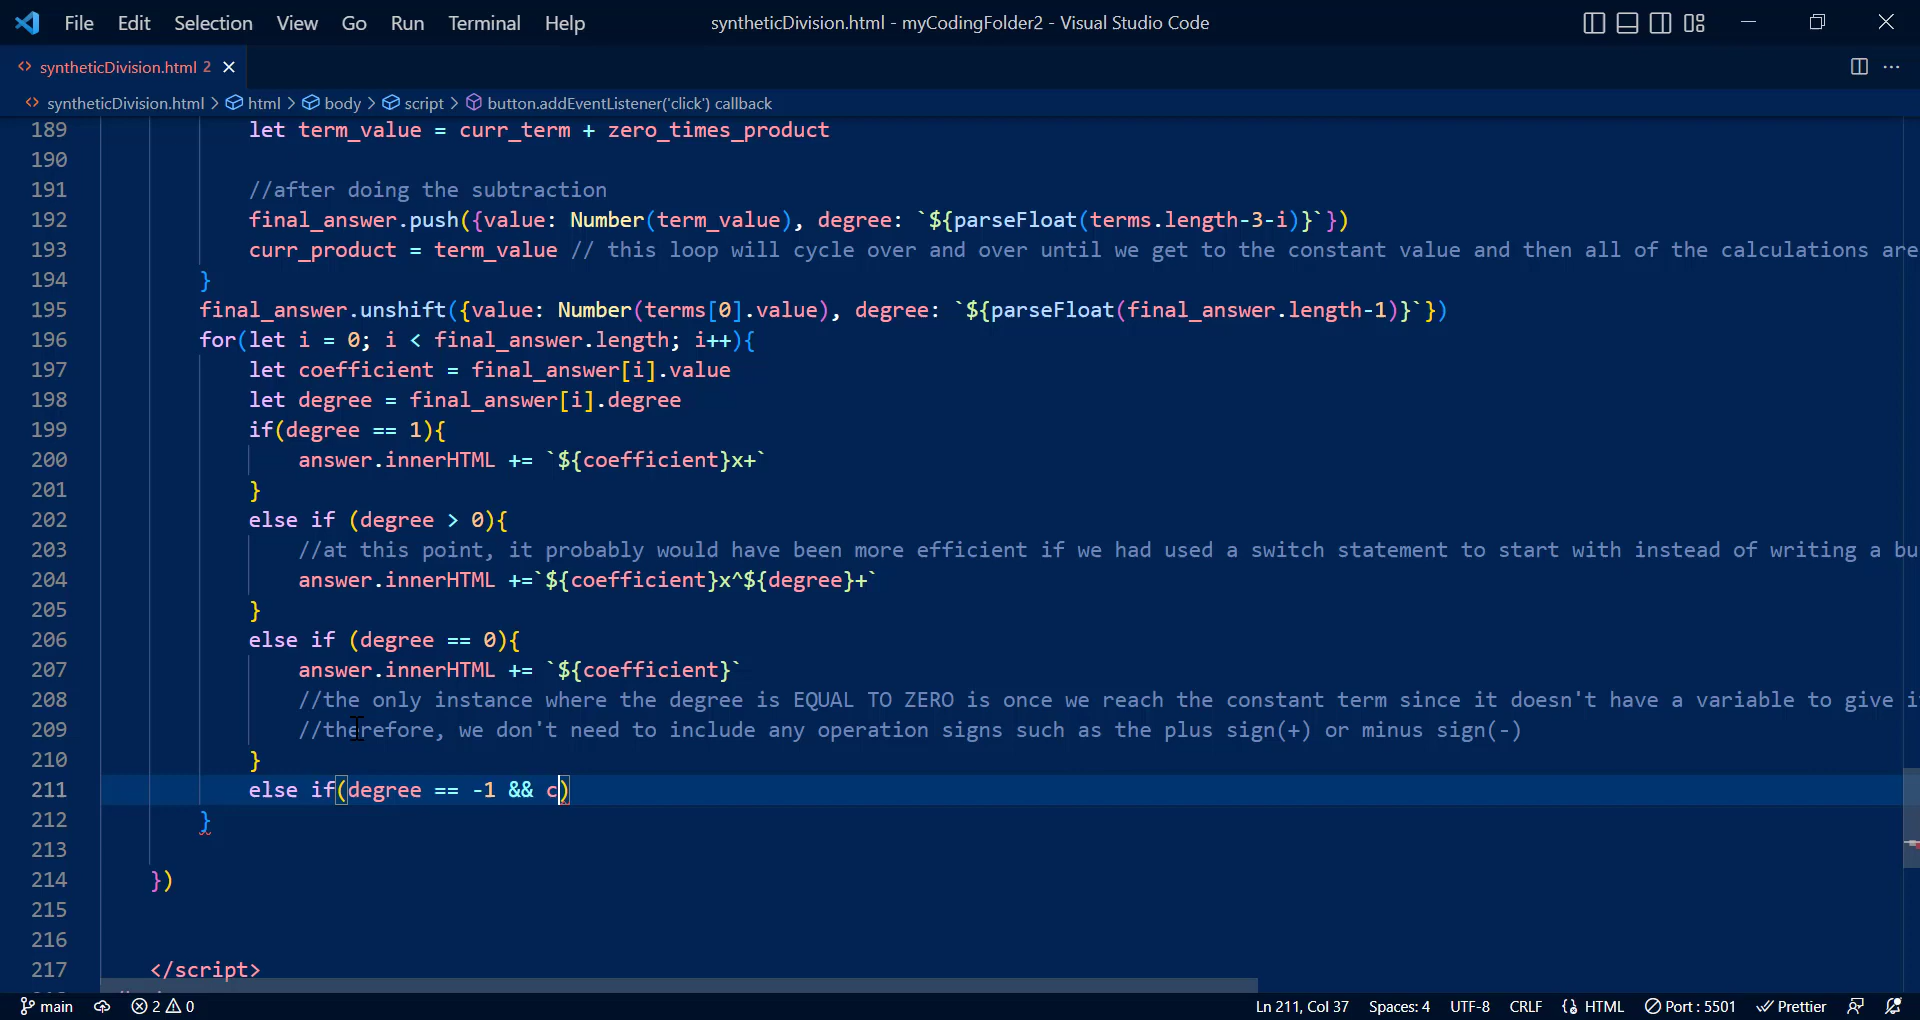 File Edit Selection View Go Run Terminal Help syntheticDivision.html - myCodingFolder2 - Visual Studio Code
syntheticDivision.html 2
syntheticDivision.html > html > body > script > button.addEventListener('click') callback
189 let term_value = curr_term + zero_times_product
190
191 //after doing the subtraction
192 final_answer.push({value: Number(term_value), degree: `${parseFloat(terms.length-3-i)}`})
193 curr_product = term_value // this loop will cycle over and over until we get to the constant value and then all of the calculations are
194 }
195 final_answer.unshift({value: Number(terms[0].value), degree: `${parseFloat(final_answer.length-1)}`})
196 for(let i = 0; i < final_answer.length; i++){
197 let coefficient = final_answer[i].value
198 let degree = final_answer[i].degree
199 if(degree == 1){
200 answer.innerHTML += `${coefficient}x+`
201 }
202 else if (degree > 0){
203 //at this point, it probably would have been more efficient if we had used a switch statement to start with instead of writing a bu
204 answer.innerHTML +=`${coefficient}x^${degree}+`
205 }
206 else if (degree == 0){
207 answer.innerHTML += `${coefficient}`
208 //the only instance where the degree is EQUAL TO ZERO is once we reach the constant term since it doesn't have a variable to give i
209 //therefore, we don't need to include any operation signs such as the plus sign(+) or minus sign(-)
210 }
211 else if(degree == -1 && c)
212 }
213
214 })
215
216
217 </script>
main 2 0 Ln 211, Col 37 Spaces: 4 UTF-8 CRLF HTML Port : 5501 Prettier